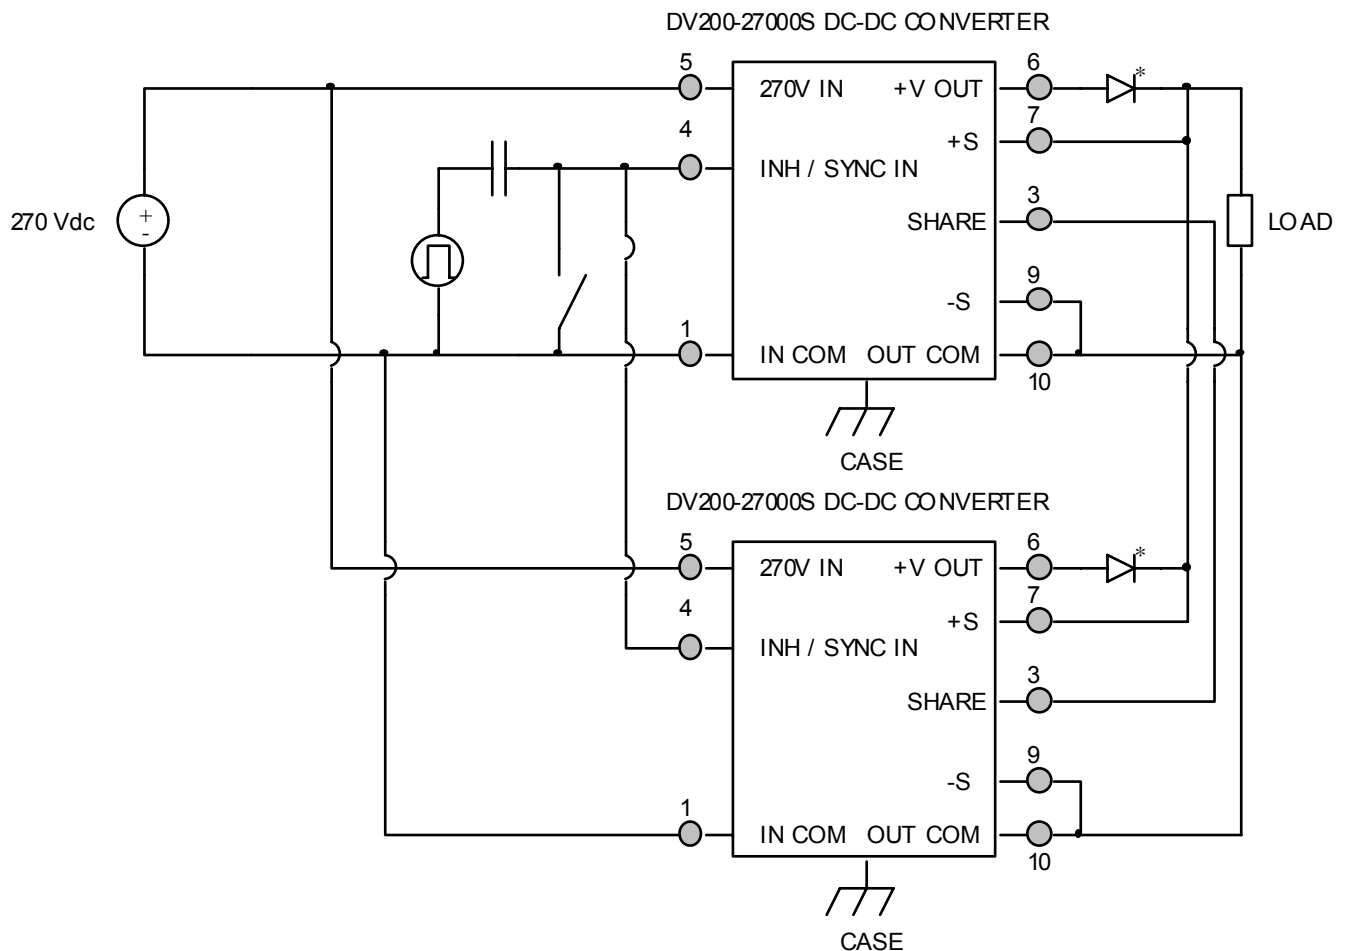 DV200-27000S DC-DC CONVERTER
5
6
270V IN
+V OUT
*
4
7
+S
INH / SYNC IN
3
270 Vdc
+
-
SHARE
LOAD
9
-S
1
IN COM
OUT COM
10
CASE
DV200-27000S DC-DC CONVERTER
5
6
270V IN
+V OUT
*
4
7
+S
INH / SYNC IN
3
SHARE
9
-S
1
IN COM
OUT COM
10
CASE